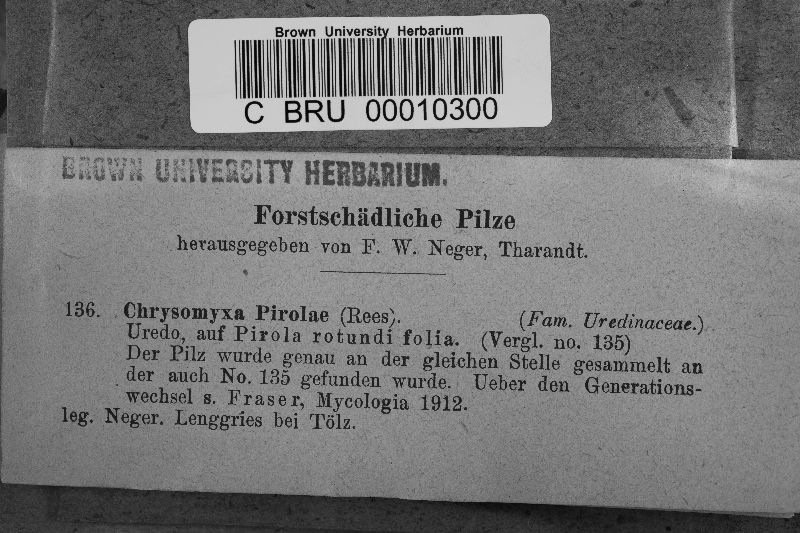 Brown University Herbarium
C BRU 00010300
BROWN UNIVERSITY HERBARIUM.
Forstschädliche Pilze
herausgegeben von F. W. Neger, Tharandt.
136. Chrysomyxa Pirolae (Rees). (Fam. Uredinaceae.)
Uredo, auf Pirola rotundifolia. (Vergl. no. 135)
Der Pilz wurde genau an der gleichen Stelle gesammelt an
der auch No. 135 gefunden wurde. Ueber den Generations-
wechsel s. Fraser, Mycologia 1912.
leg. Neger. Lenggries bei Tölz.